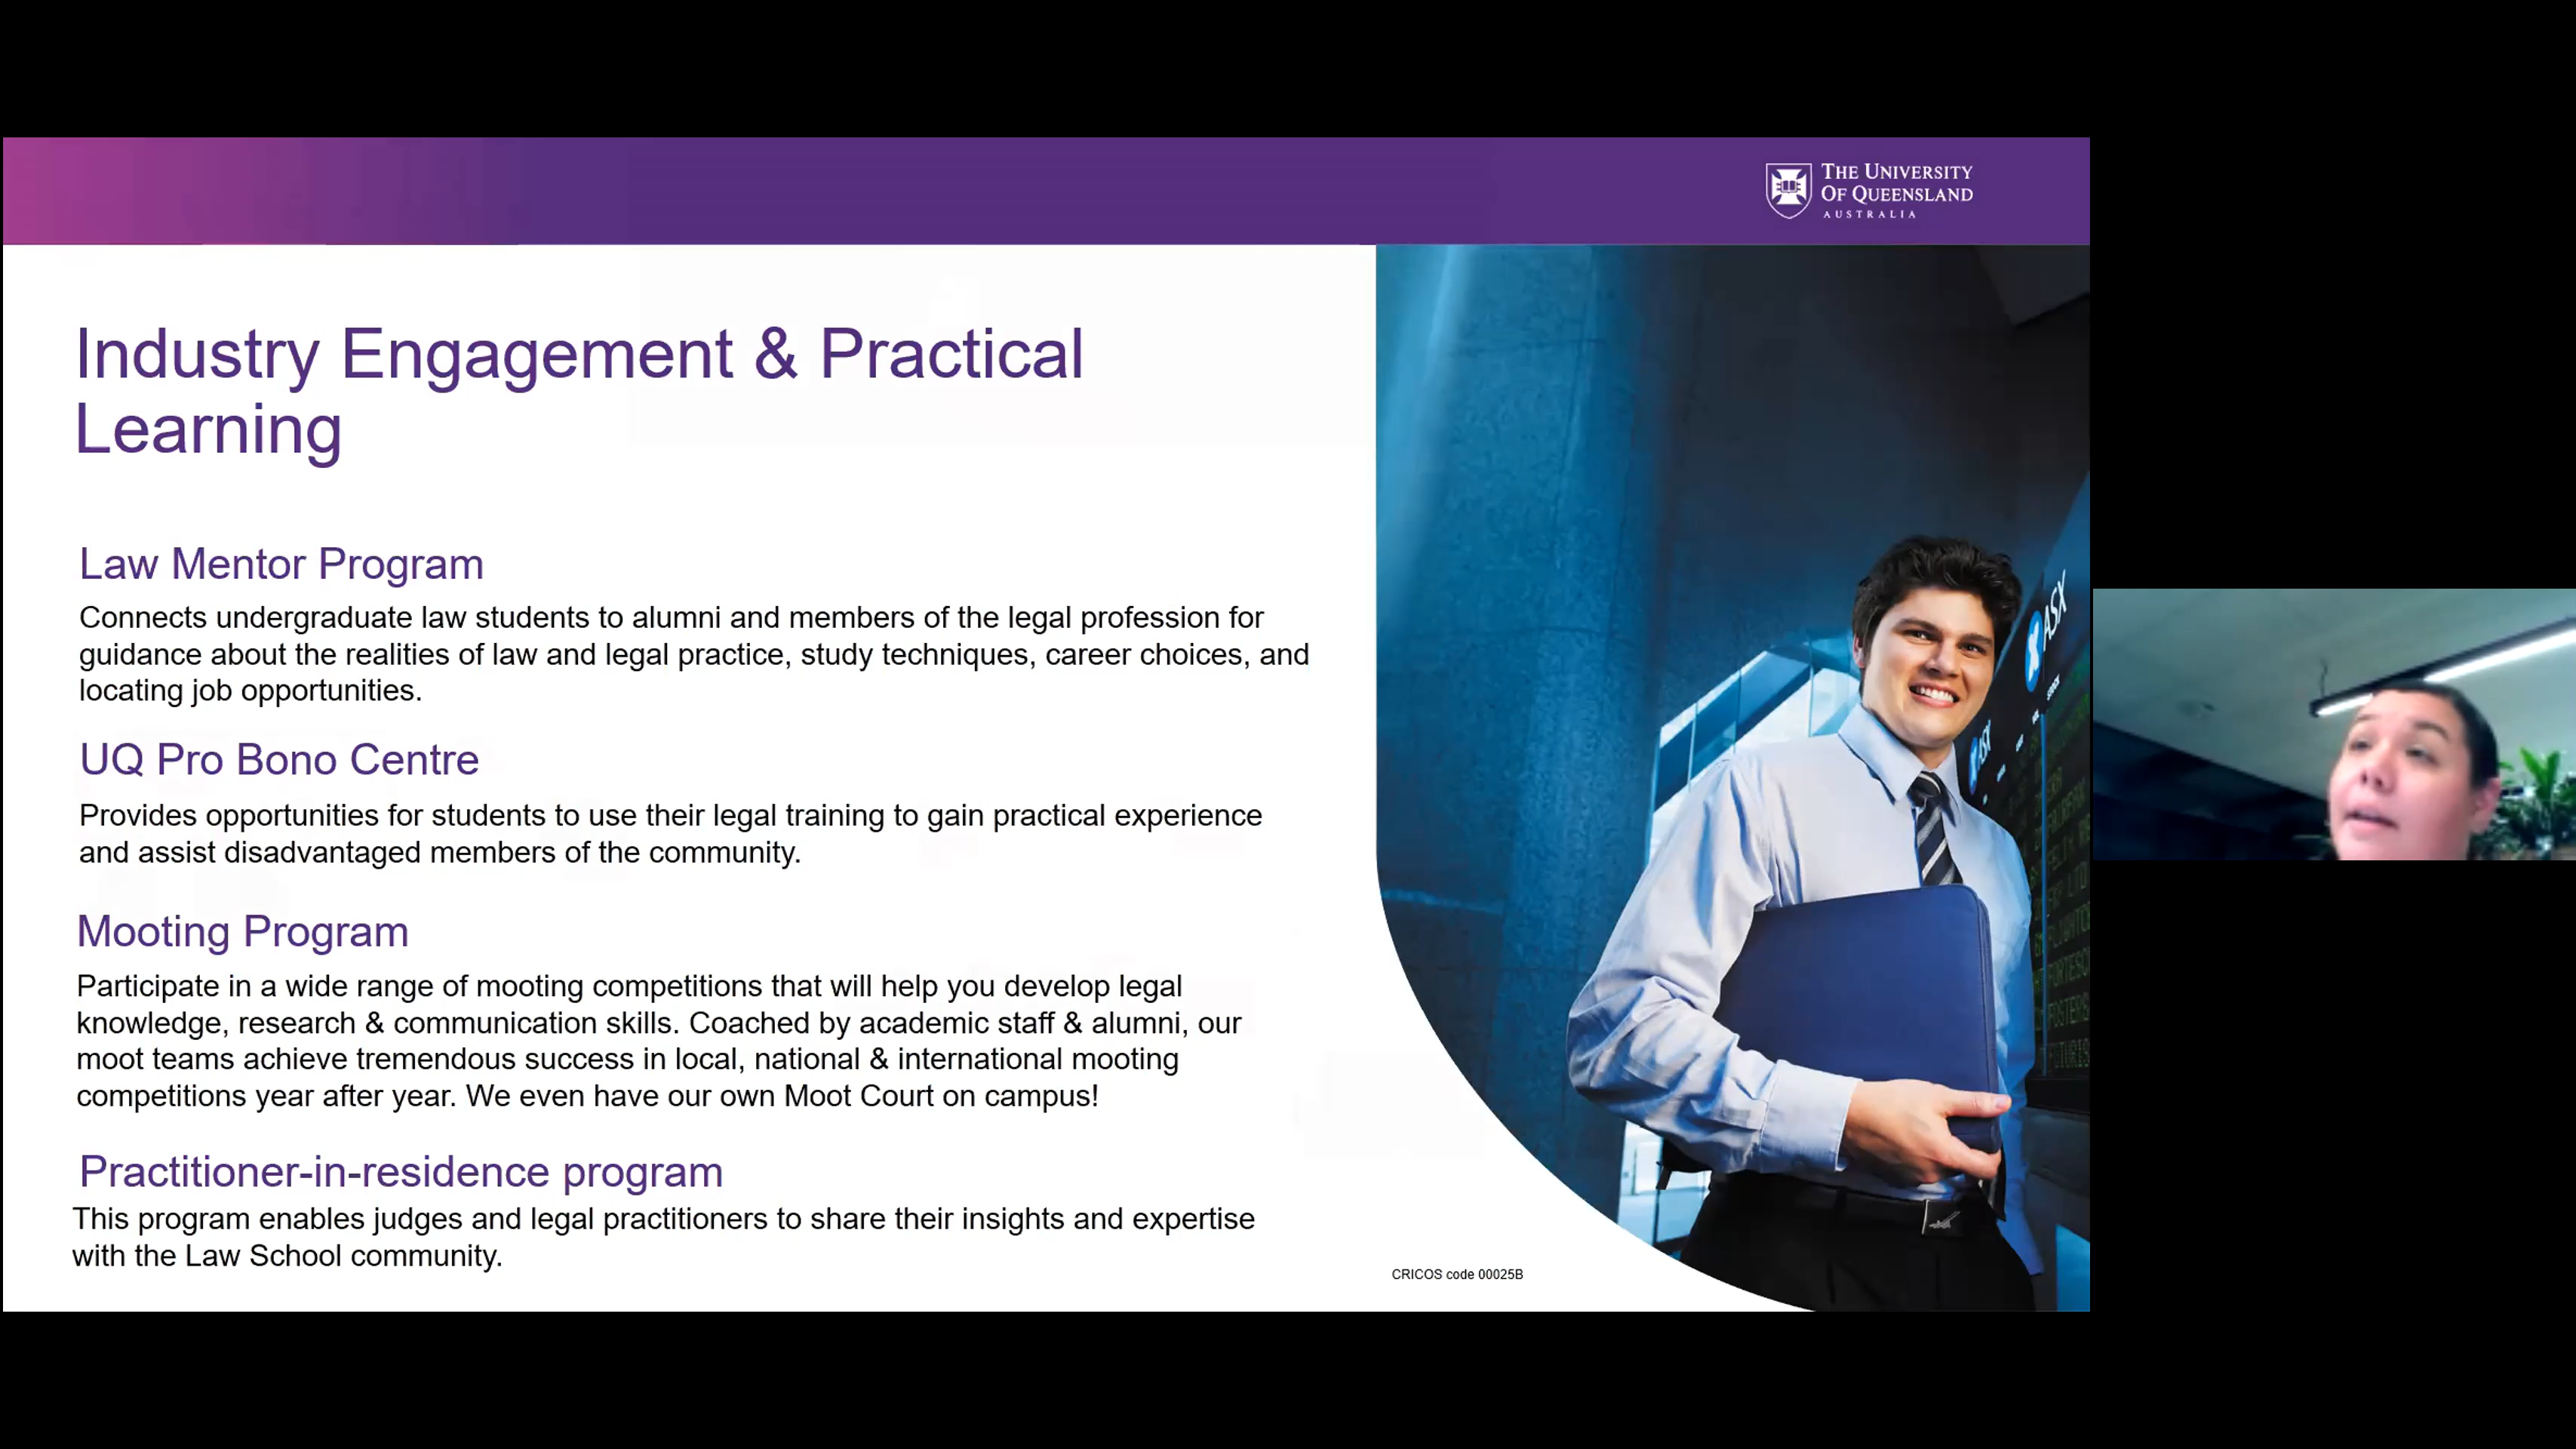 THE UNIVERSITY
OF QUEENSLAND
AUSTRALIA
Industry Engagement & Practical
Learning
Law Mentor Program
Connects undergraduate law students to alumni and members of the legal profession for
guidance about the realities of law and legal practice, study techniques, career choices, and
locating job opportunities.
UQ Pro Bono Centre
Provides opportunities for students to use their legal training to gain practical experience
and assist disadvantaged members of the community.
Mooting Program
Participate in a wide range of mooting competitions that will help you develop legal
knowledge, research & communication skills. Coached by academic staff & alumni, our
moot teams achieve tremendous success in local, national & international mooting
competitions year after year. We even have our own Moot Court on campus!
Practitioner-in-residence program
This program enables judges and legal practitioners to share their insights and expertise
with the Law School community.
CRICOS code 00025B
ASX
ASX